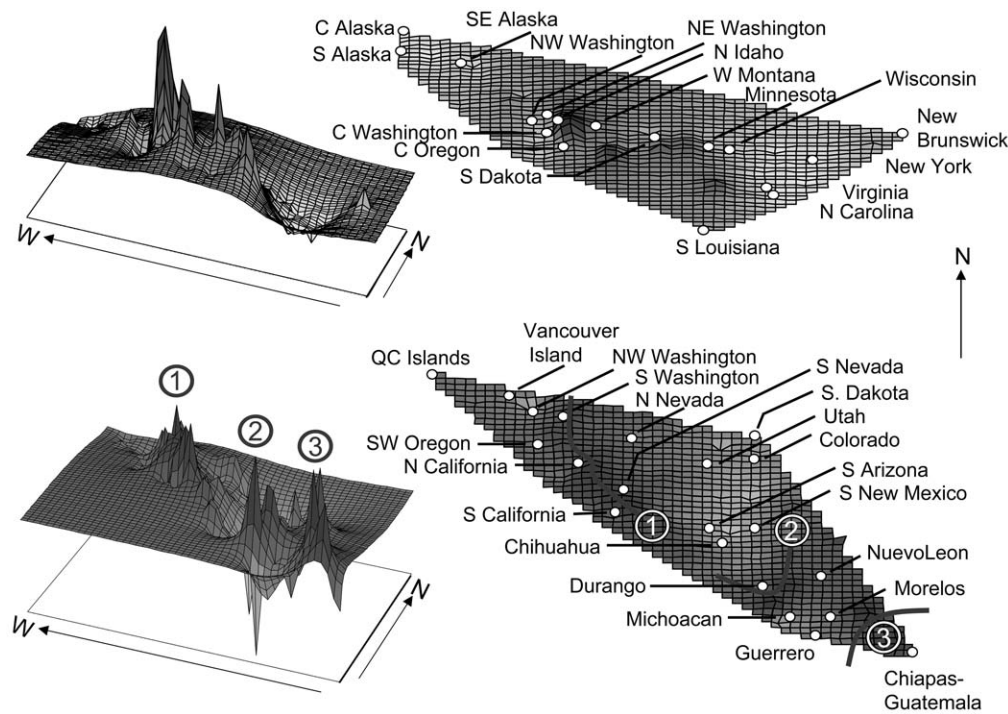 C Alaska
SE Alaska
NE Washington
S Alaska
NW Washington
N Idaho
W Montana
Wisconsin
Minnesota
New
Brunswick
C Washington
C Oregon
New York
S Dakota
Virginia
N Carolina
S Louisiana
W
N
N
Vancouver
Island
QC Islands
NW Washington
S Nevada
S Washington
N Nevada
S. Dakota
Utah
SW Oregon
Colorado
N California
S Arizona
S New Mexico
S California
1
2
Chihuahua
NuevoLeon
Durango
Morelos
Michoacan
3
Guerrero
Chiapas-
Guatemala
1
2
3
W
N